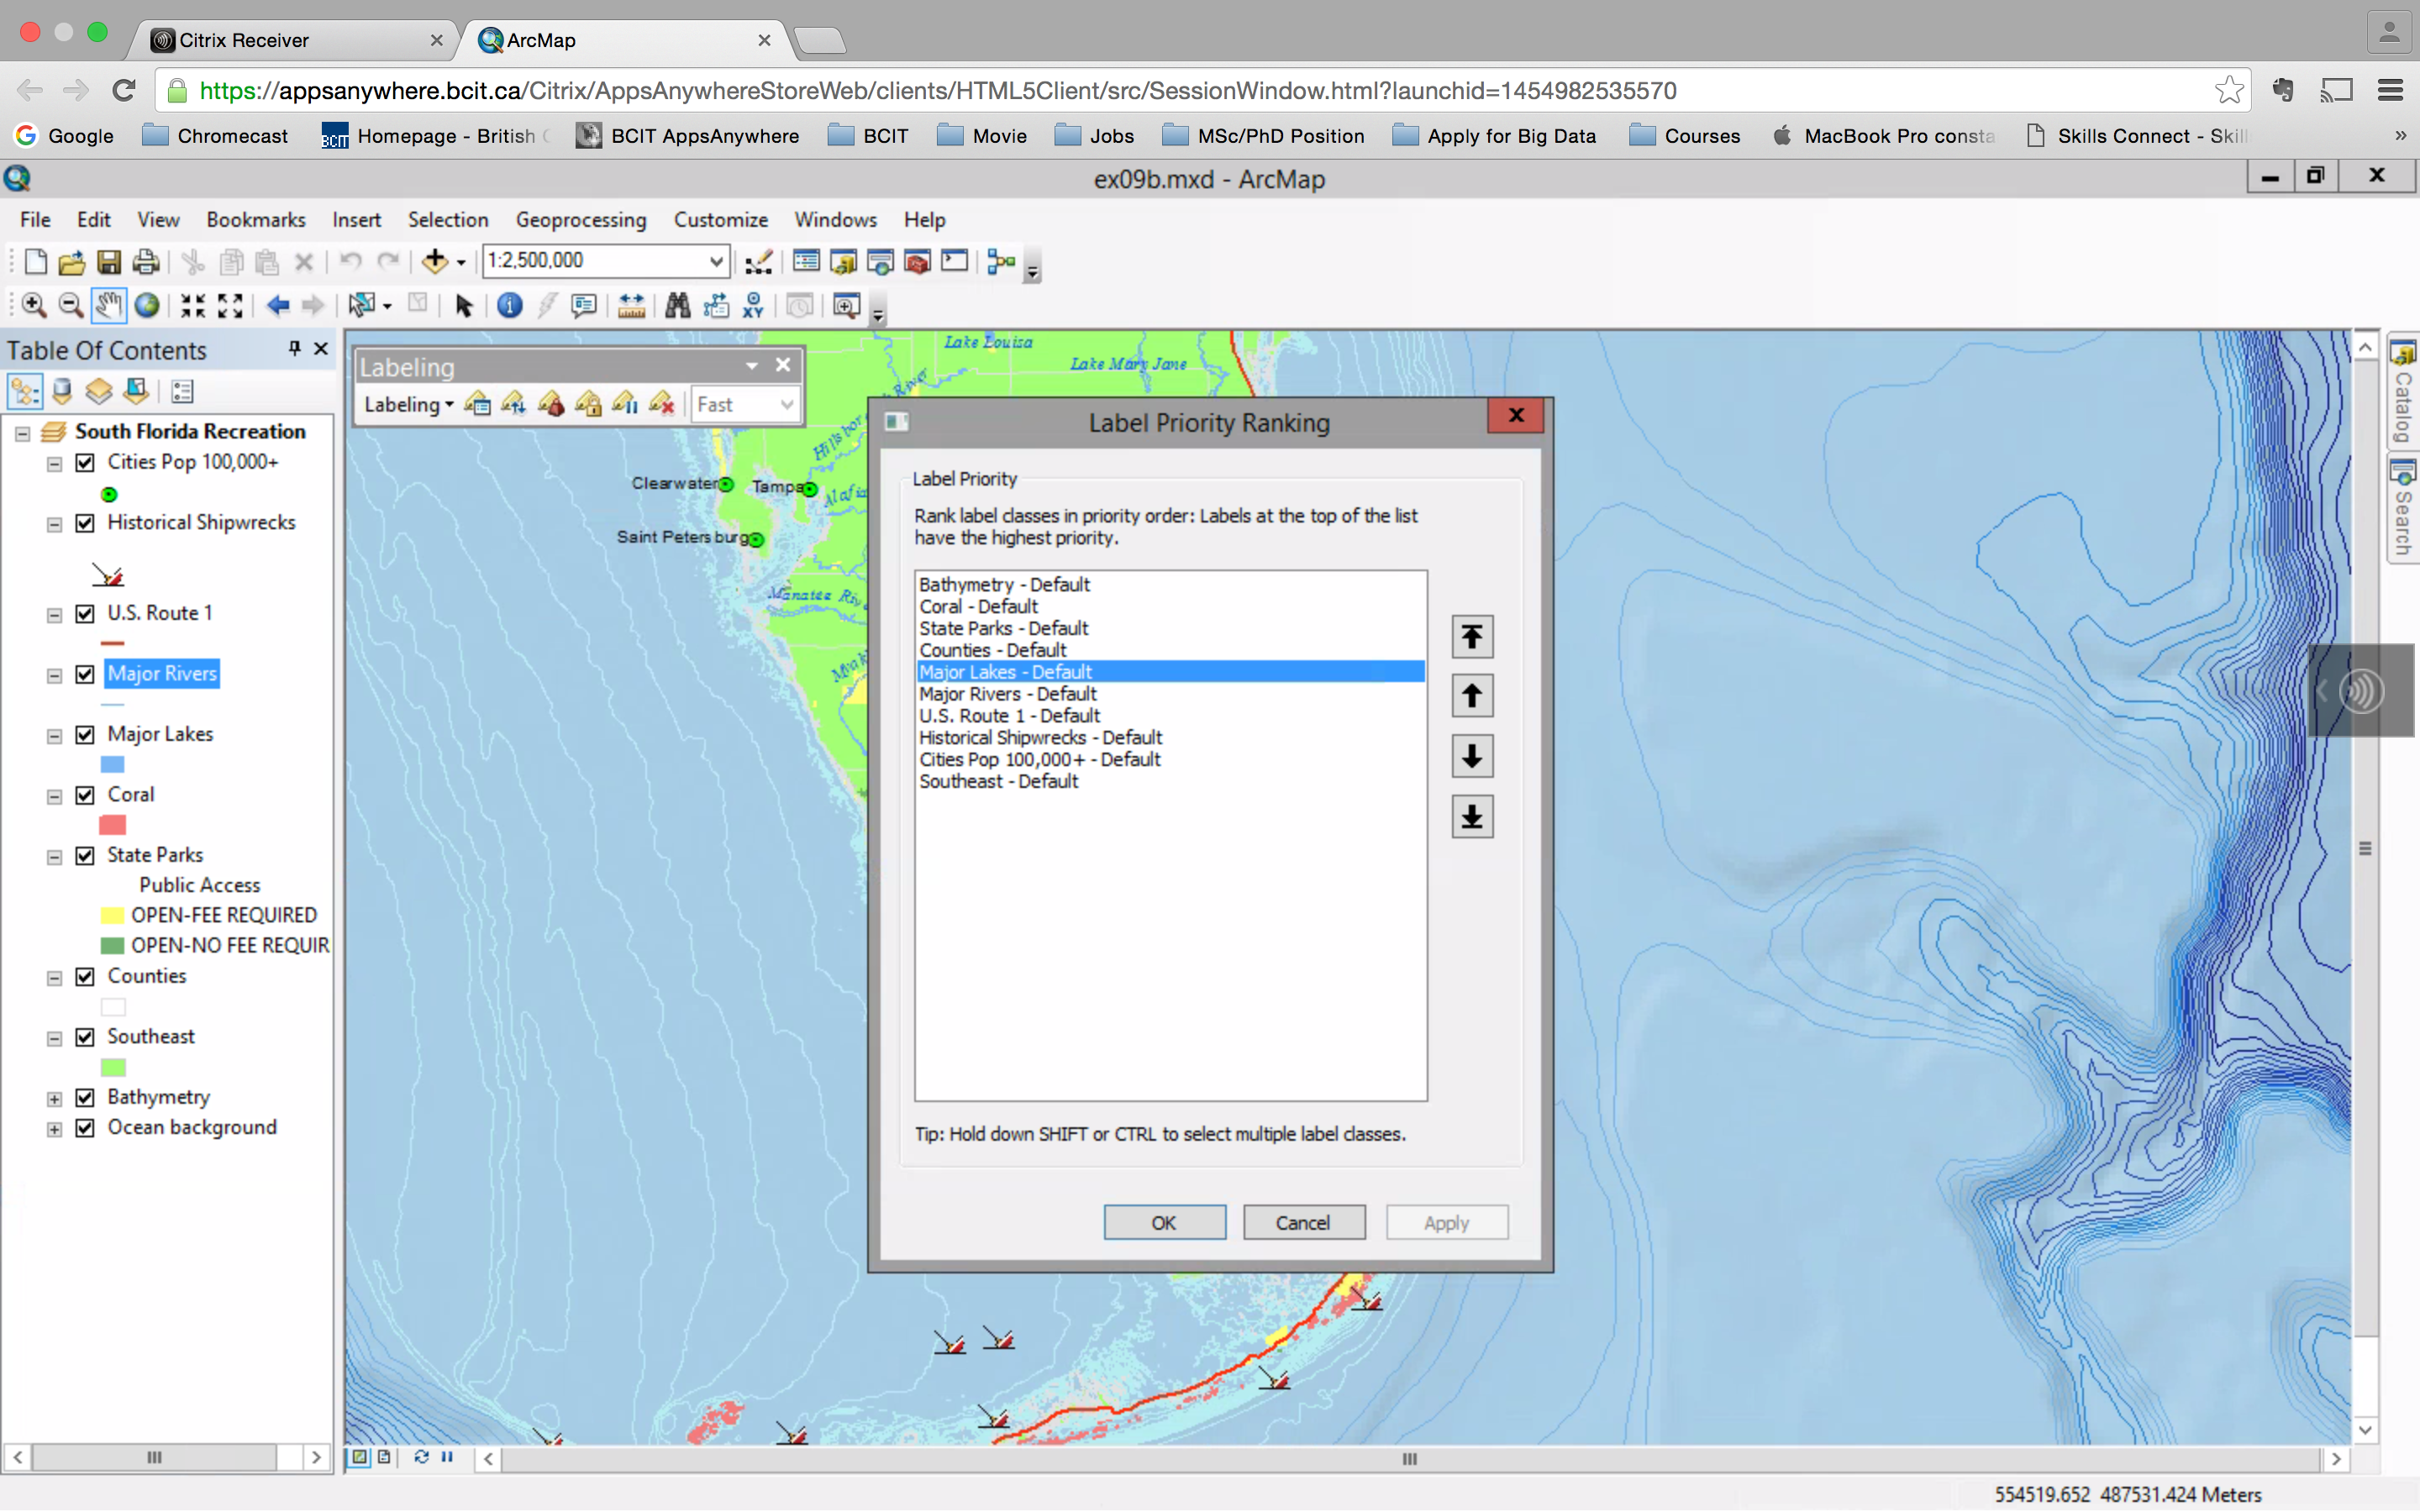 Citrix Receiver
ArcMap
https://appsanywhere.bcit.ca/Citrix/AppsAnywhereStoreWeb/clients/HTML5Client/src/SessionWindow.html?launchid=1454982535570
Google Chromecast Homepage - British BCIT AppsAnywhere BCIT Movie Jobs MSc/PhD Position Apply for Big Data Courses MacBook Pro consta Skills Connect - Skill »
ex09b.mxd - ArcMap
File Edit View Bookmarks Insert Selection Geoprocessing Customize Windows Help
1:2,500,000
Table Of Contents
South Florida Recreation
Cities Pop 100,000+
Historical Shipwrecks
U.S. Route 1
Major Rivers
Major Lakes
Coral
State Parks
Public Access
OPEN-FEE REQUIRED
OPEN-NO FEE REQUIR
Counties
Southeast
Bathymetry
Ocean background
Labeling
Labeling Fast
Lake Louisa
Lake Mary Jane
River
Clearwater
Tampa
Saint Petersburg
Manatee Riv
Label Priority Ranking
Label Priority
Rank label classes in priority order: Labels at the top of the list
have the highest priority.
Bathymetry - Default
Coral - Default
State Parks - Default
Counties - Default
Major Lakes - Default
Major Rivers - Default
U.S. Route 1 - Default
Historical Shipwrecks - Default
Cities Pop 100,000+ - Default
Southeast - Default
Tip: Hold down SHIFT or CTRL to select multiple label classes.
OK Cancel Apply
Catalog
Search
554519.652 487531.424 Meters